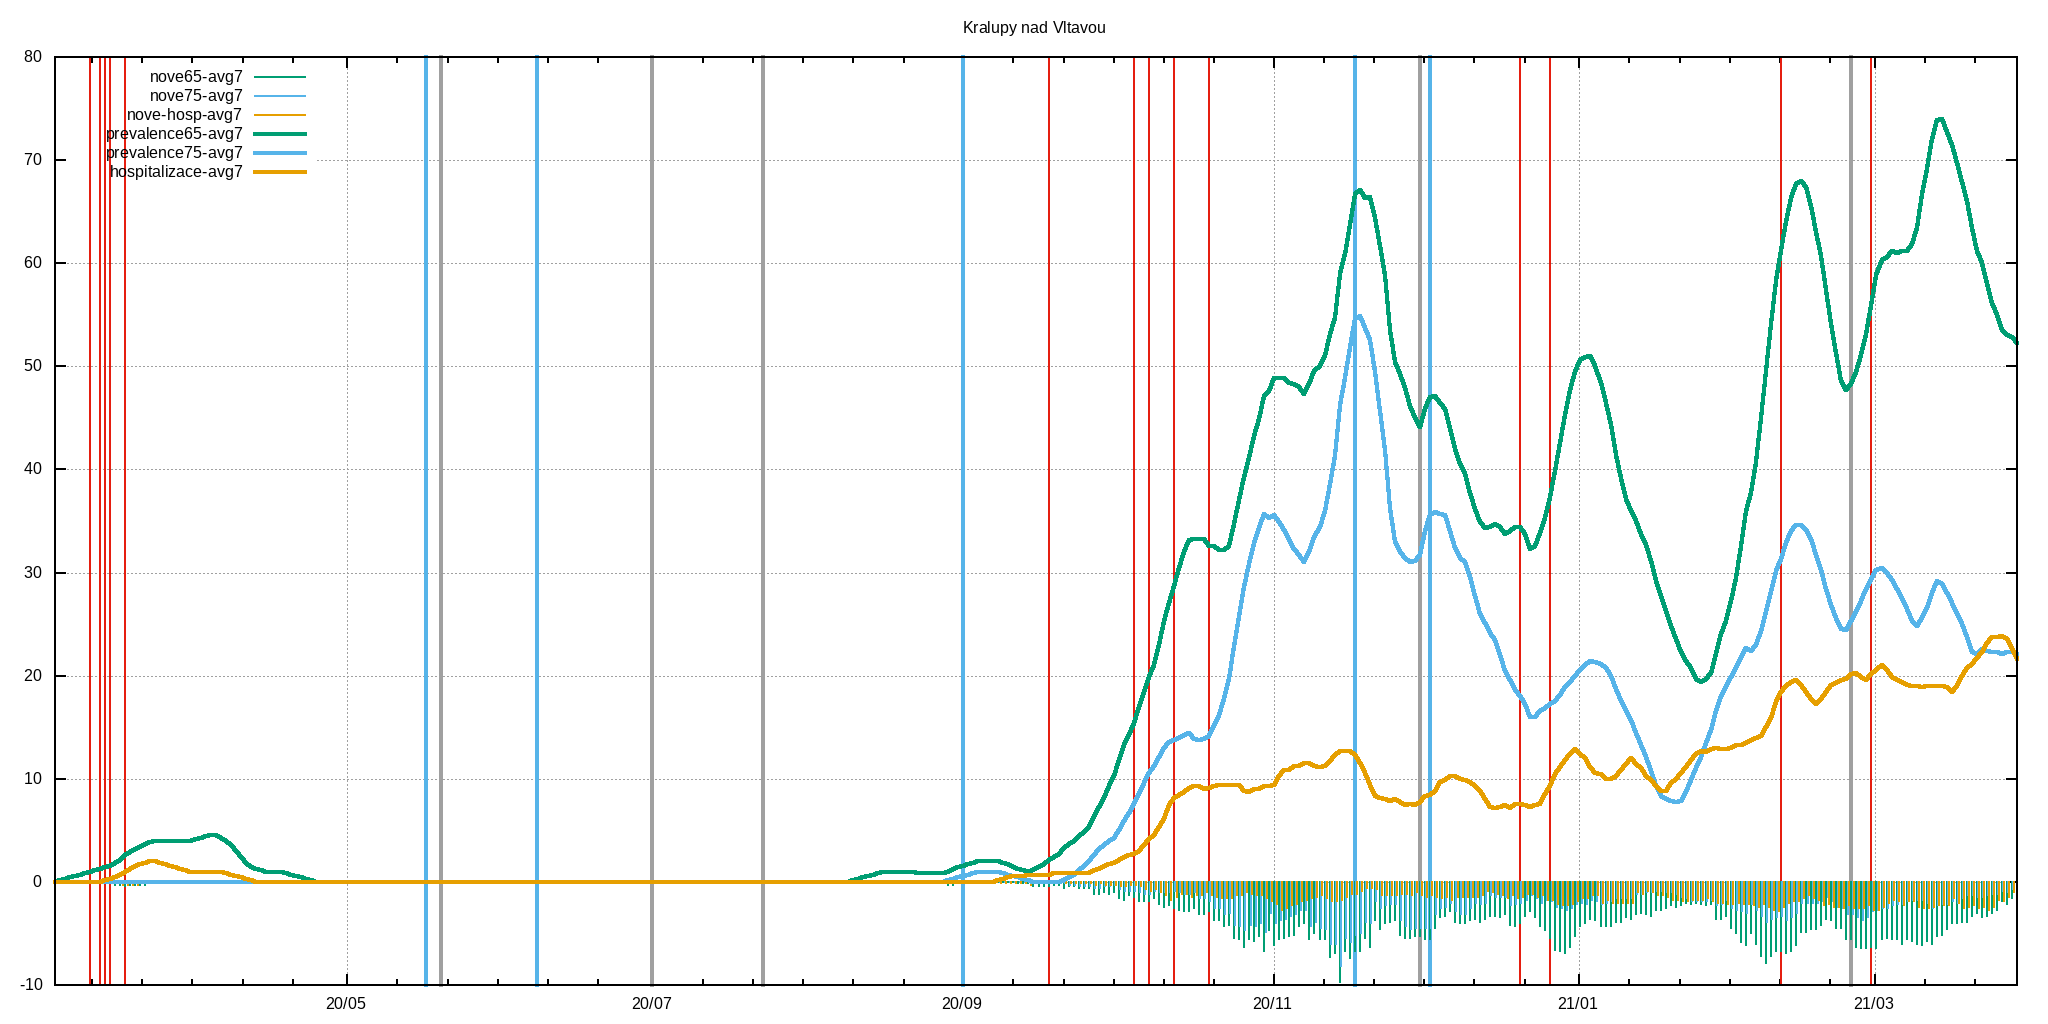 Kralupy nad Vltavou
80
nove65-avg7
nove75-avg7
nove-hosp-avg7
prevalence65-avg7
prevalence75-avg7
hospitalizace-avg7
70
60
50
40
30
20
10
0
-10
20/05 20/07 20/09 20/11 21/01 21/03